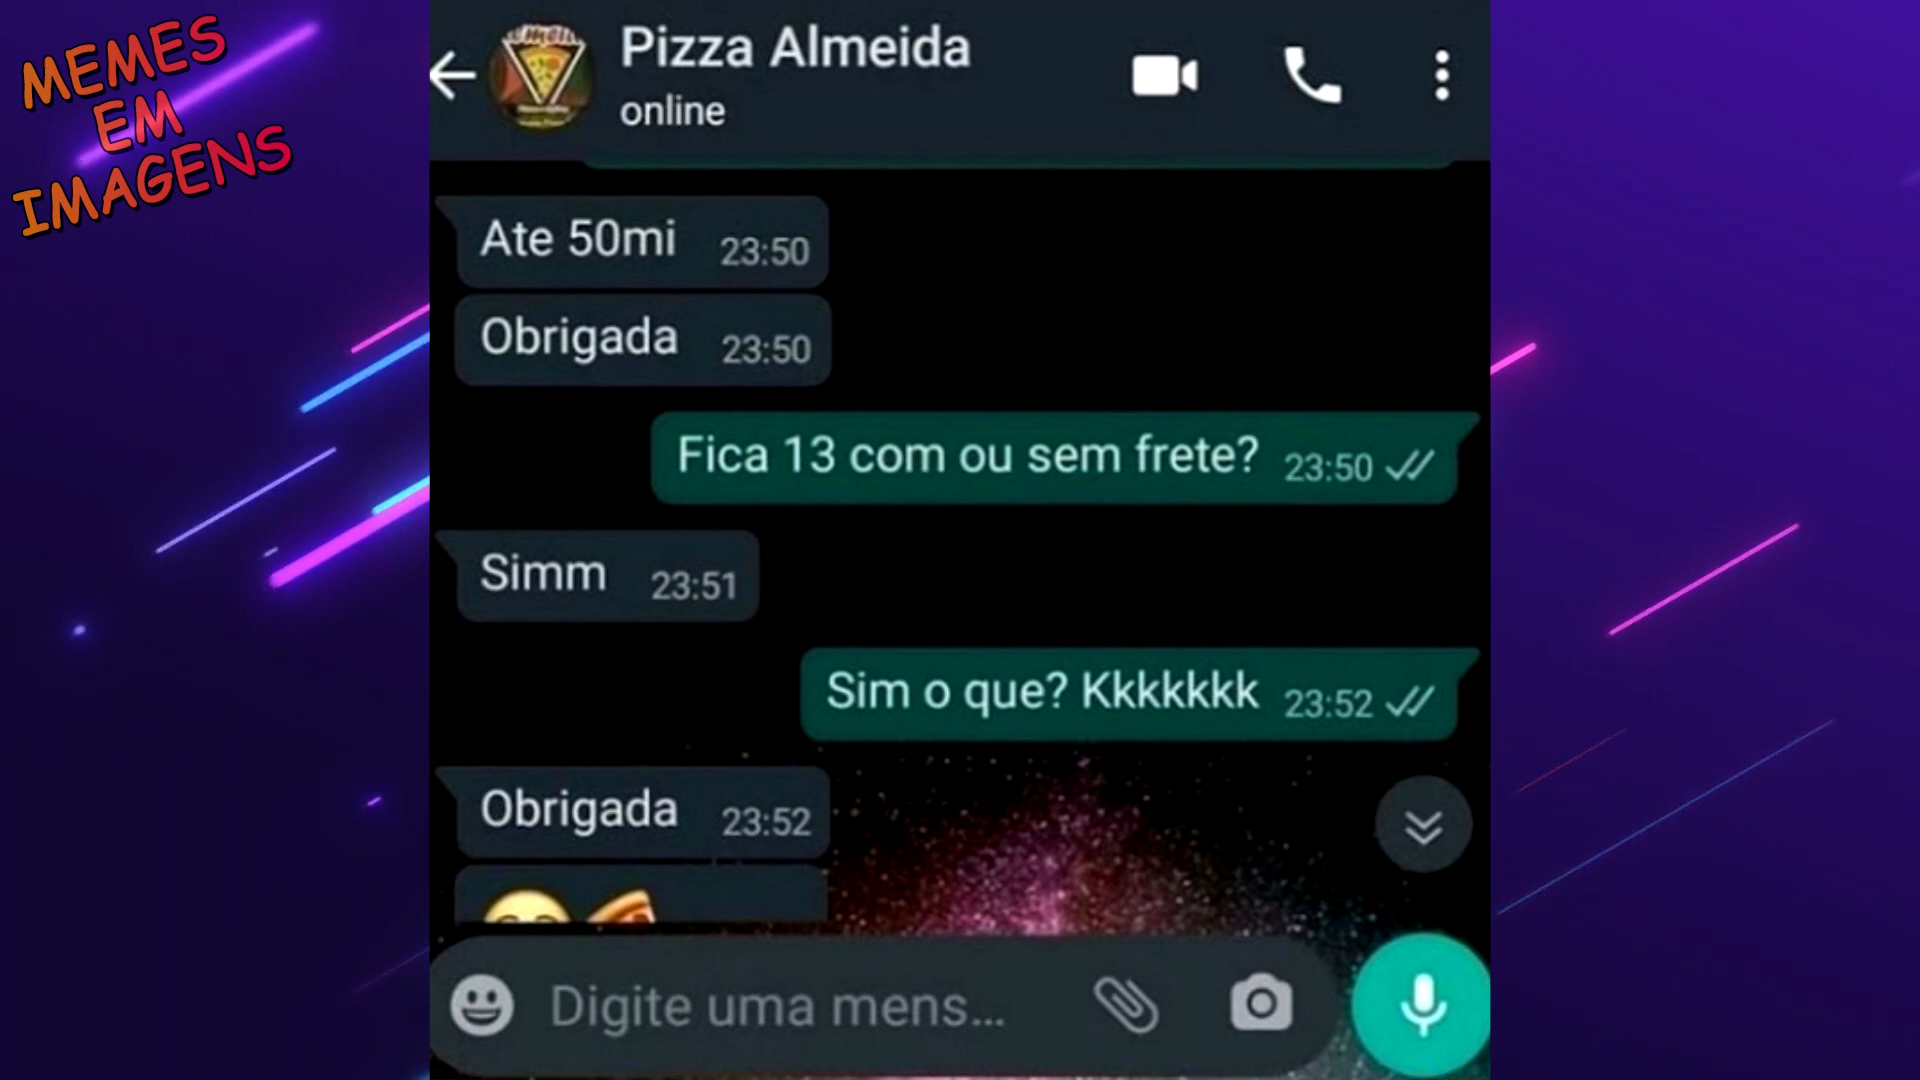 MEMES
EM
IMAGENS
Pizza Almeida
online
Ate 50mi 23:50
Obrigada 23:50
Fica 13 com ou sem frete? 23:50
Simm 23:51
Sim o que? Kkkkkkk 23:52
Obrigada 23:52
Digite uma mens...